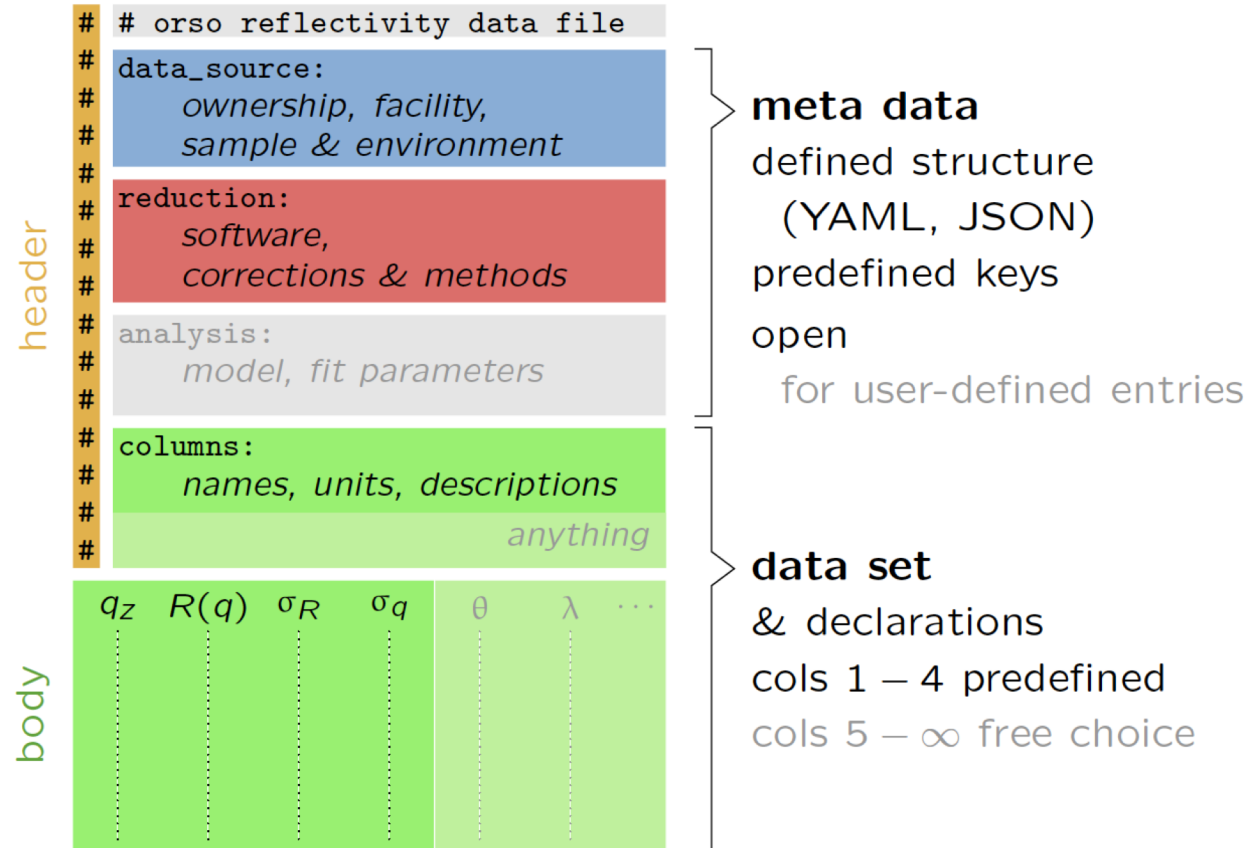 header
# # orso reflectivity data file
# data_source:
# ownership, facility,
# sample & environment
#
# reduction:
# software,
# corrections & methods
#
# analysis:
# model, fit parameters
#
# columns:
# names, units, descriptions
# anything
body
q_z R(q) σ_R σ_q θ λ ···
meta data
defined structure
(YAML, JSON)
predefined keys
open
for user-defined entries
data set
& declarations
cols 1 – 4 predefined
cols 5 – ∞ free choice